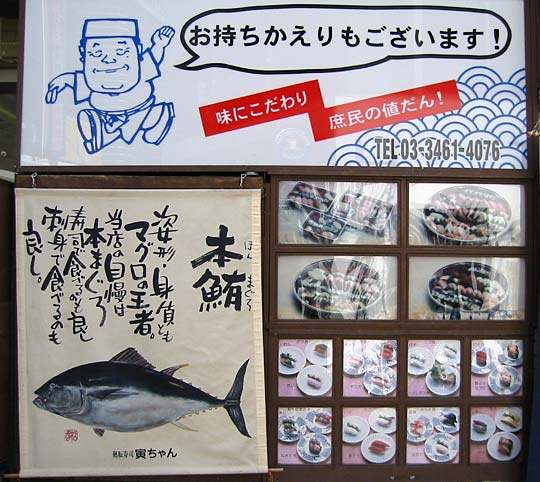 お持ちかえりもございます！
味にこだわり
庶民の値だん！
TEL03-3461-4076
本鮪
ほんまぐろ
姿形、身、値とも
マグロの王者。
当店の自慢は
本まぐろ
寿司で食べるのも良し
刺身で食べるのも
良し。
廻転寿司 寅ちゃん